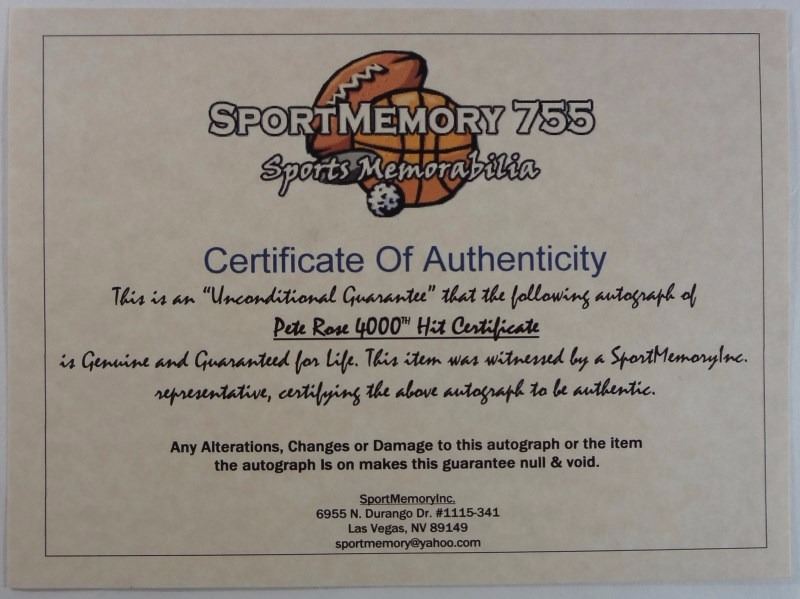 SPORTMEMORY 755
Sports Memorabilia
Certificate Of Authenticity
This is an "Unconditional Guarantee" that the following autograph of
Pete Rose 4000TH Hit Certificate
is Genuine and Guaranteed for Life. This item was witnessed by a SportMemoryInc.
representative, certifying the above autograph to be authentic.
Any Alterations, Changes or Damage to this autograph or the item
the autograph Is on makes this guarantee null & void.
SportMemoryInc.
6955 N. Durango Dr. #1115-341
Las Vegas, NV 89149
sportmemory@yahoo.com